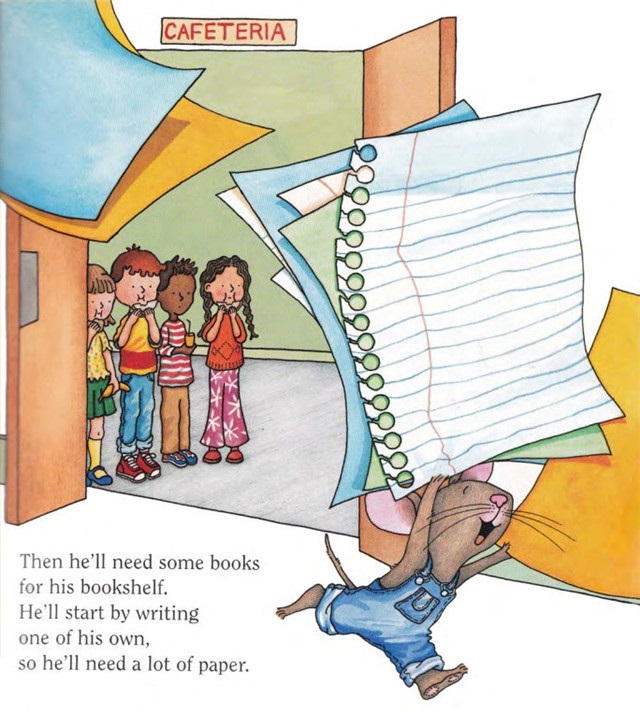 CAFETERIA
Then he'll need some books
for his bookshelf.
He'll start by writing
one of his own,
so he'll need a lot of paper.